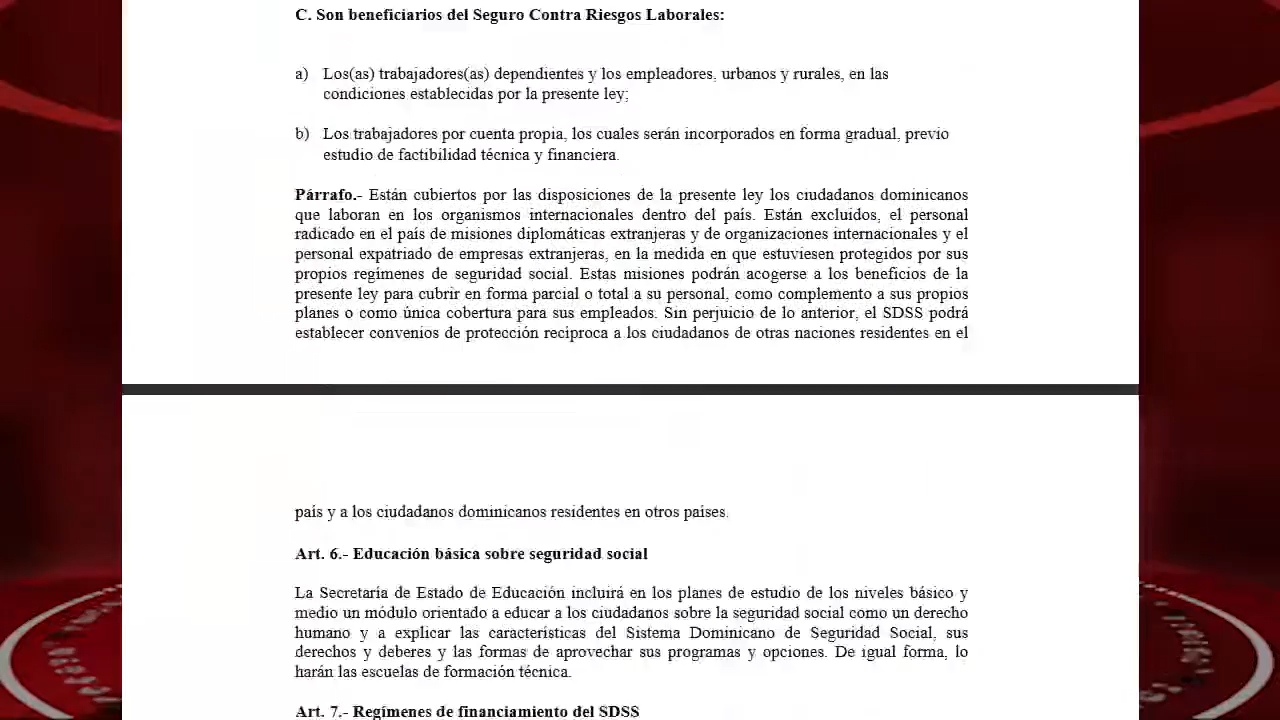 C. Son beneficiarios del Seguro Contra Riesgos Laborales:
a) Los(as) trabajadores(as) dependientes y los empleadores, urbanos y rurales, en las
condiciones establecidas por la presente ley;
b) Los trabajadores por cuenta propia, los cuales serán incorporados en forma gradual, previo
estudio de factibilidad técnica y financiera.
Párrafo.- Están cubiertos por las disposiciones de la presente ley los ciudadanos dominicanos
que laboran en los organismos internacionales dentro del país. Están excluidos, el personal
radicado en el país de misiones diplomáticas extranjeras y de organizaciones internacionales y el
personal expatriado de empresas extranjeras, en la medida en que estuviesen protegidos por sus
propios regímenes de seguridad social. Estas misiones podrán acogerse a los beneficios de la
presente ley para cubrir en forma parcial o total a su personal, como complemento a sus propios
planes o como única cobertura para sus empleados. Sin perjuicio de lo anterior, el SDSS podrá
establecer convenios de protección recíproca a los ciudadanos de otras naciones residentes en el
país y a los ciudadanos dominicanos residentes en otros países.
Art. 6.- Educación básica sobre seguridad social
La Secretaría de Estado de Educación incluirá en los planes de estudio de los niveles básico y
medio un módulo orientado a educar a los ciudadanos sobre la seguridad social como un derecho
humano y a explicar las características del Sistema Dominicano de Seguridad Social, sus
derechos y deberes y las formas de aprovechar sus programas y opciones. De igual forma, lo
harán las escuelas de formación técnica.
Art. 7.- Regímenes de financiamiento del SDSS